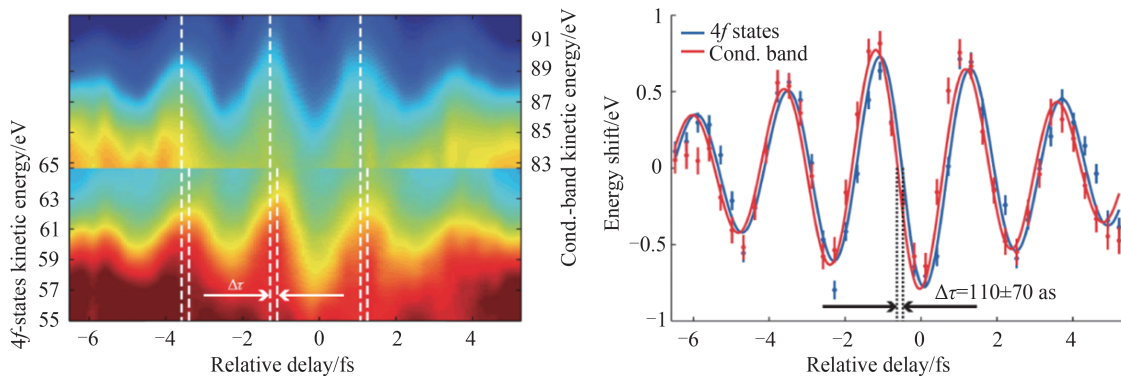 4f-states kinetic energy/eV
65
63
61
59
57
55
91
89
87
85
83
Cond.-band kinetic energy/eV
Δτ
−6 −4 −2 0 2 4
Relative delay/fs
Energy shift/eV
1.0
0.5
0
−0.5
−1
4f states
Cond. band
Δτ=110±70 as
−6 −4 −2 0 2 4
Relative delay/fs